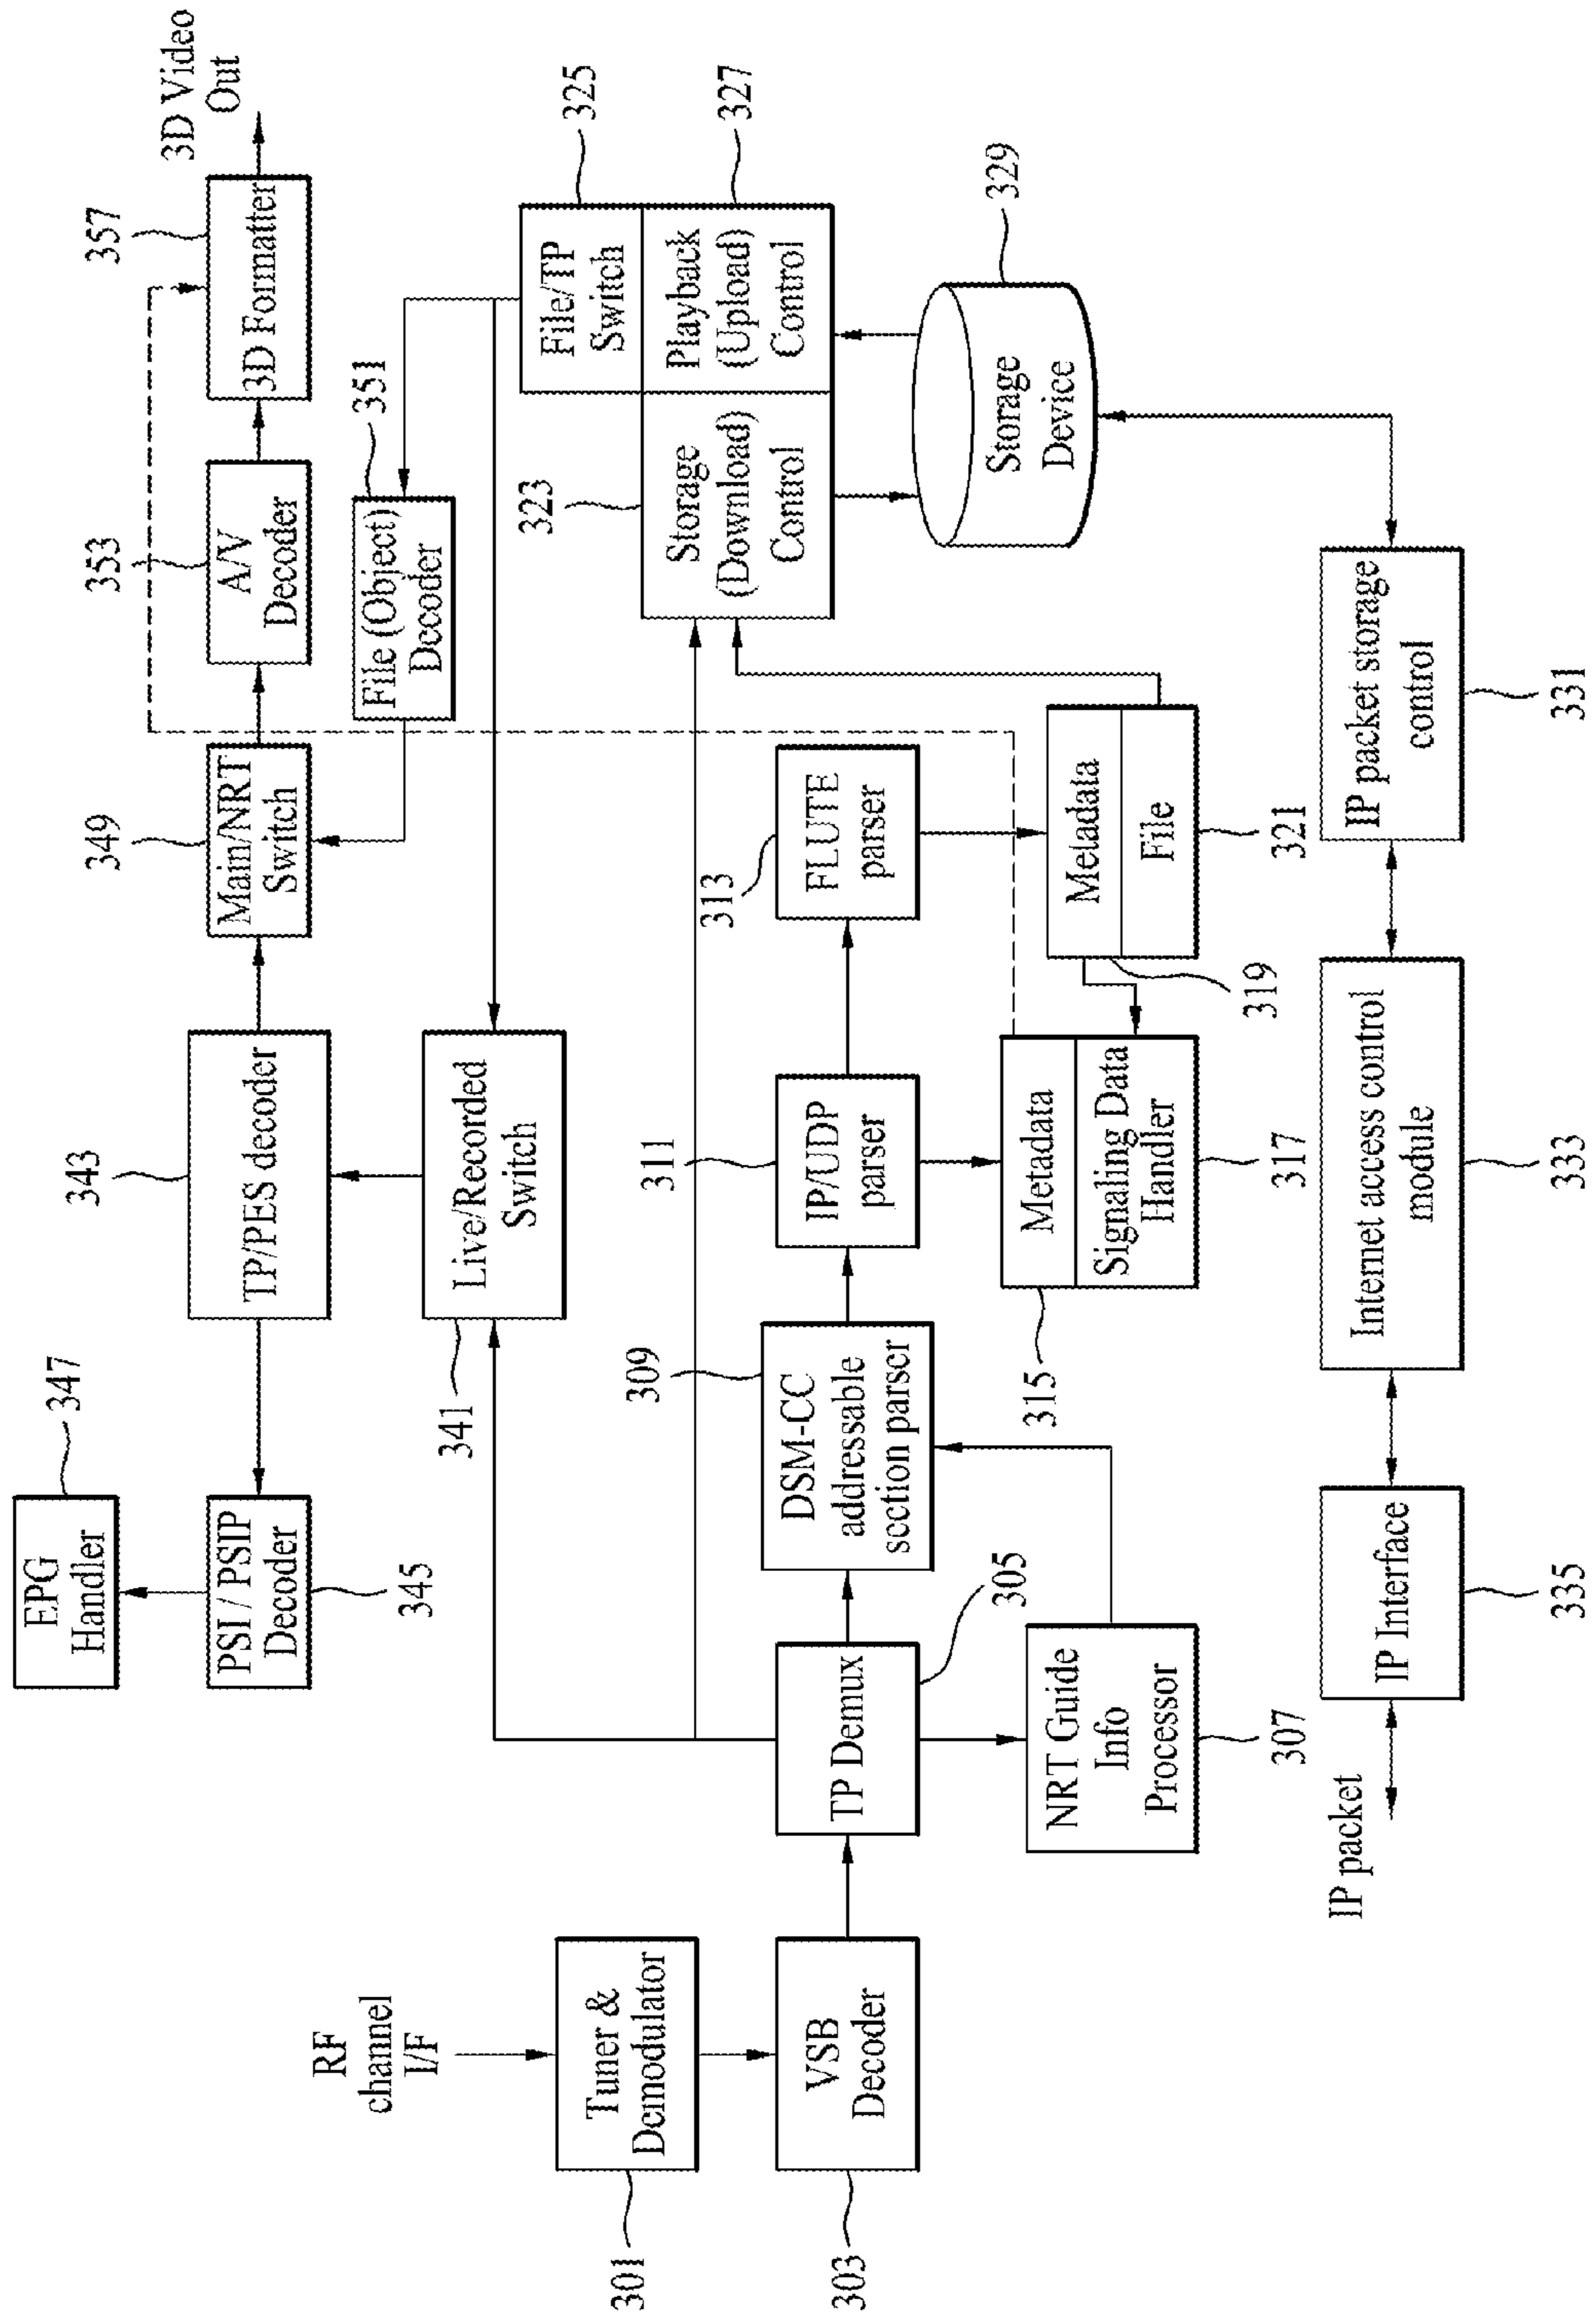 EPG
Handler
347
PSI / PSIP
Decoder
345
343
TP/PES decoder
349
Main/NRT
Switch
353
A/V
Decoder
357
3D Formatter
3D Video
Out
341
Live/Recorded
Switch
351
File (Object)
Decoder
325
File/TP
Switch
323
Storage
(Download)
Control
Playback
(Upload)
Control
327
RF
channel
I/F
301
Tuner &
Demodulator
303
VSB
Decoder
TP Demux
305
309
DSM-CC
addressable
section parser
311
IP/UDP
parser
313
FLUTE
parser
Storage
Device
329
NRT Guide
Info
Processor
307
315
Metadata
Signaling Data
Handler
317
Metadata
File
319
321
IP packet
IP Interface
335
Internet access control
module
333
IP packet storage
control
331